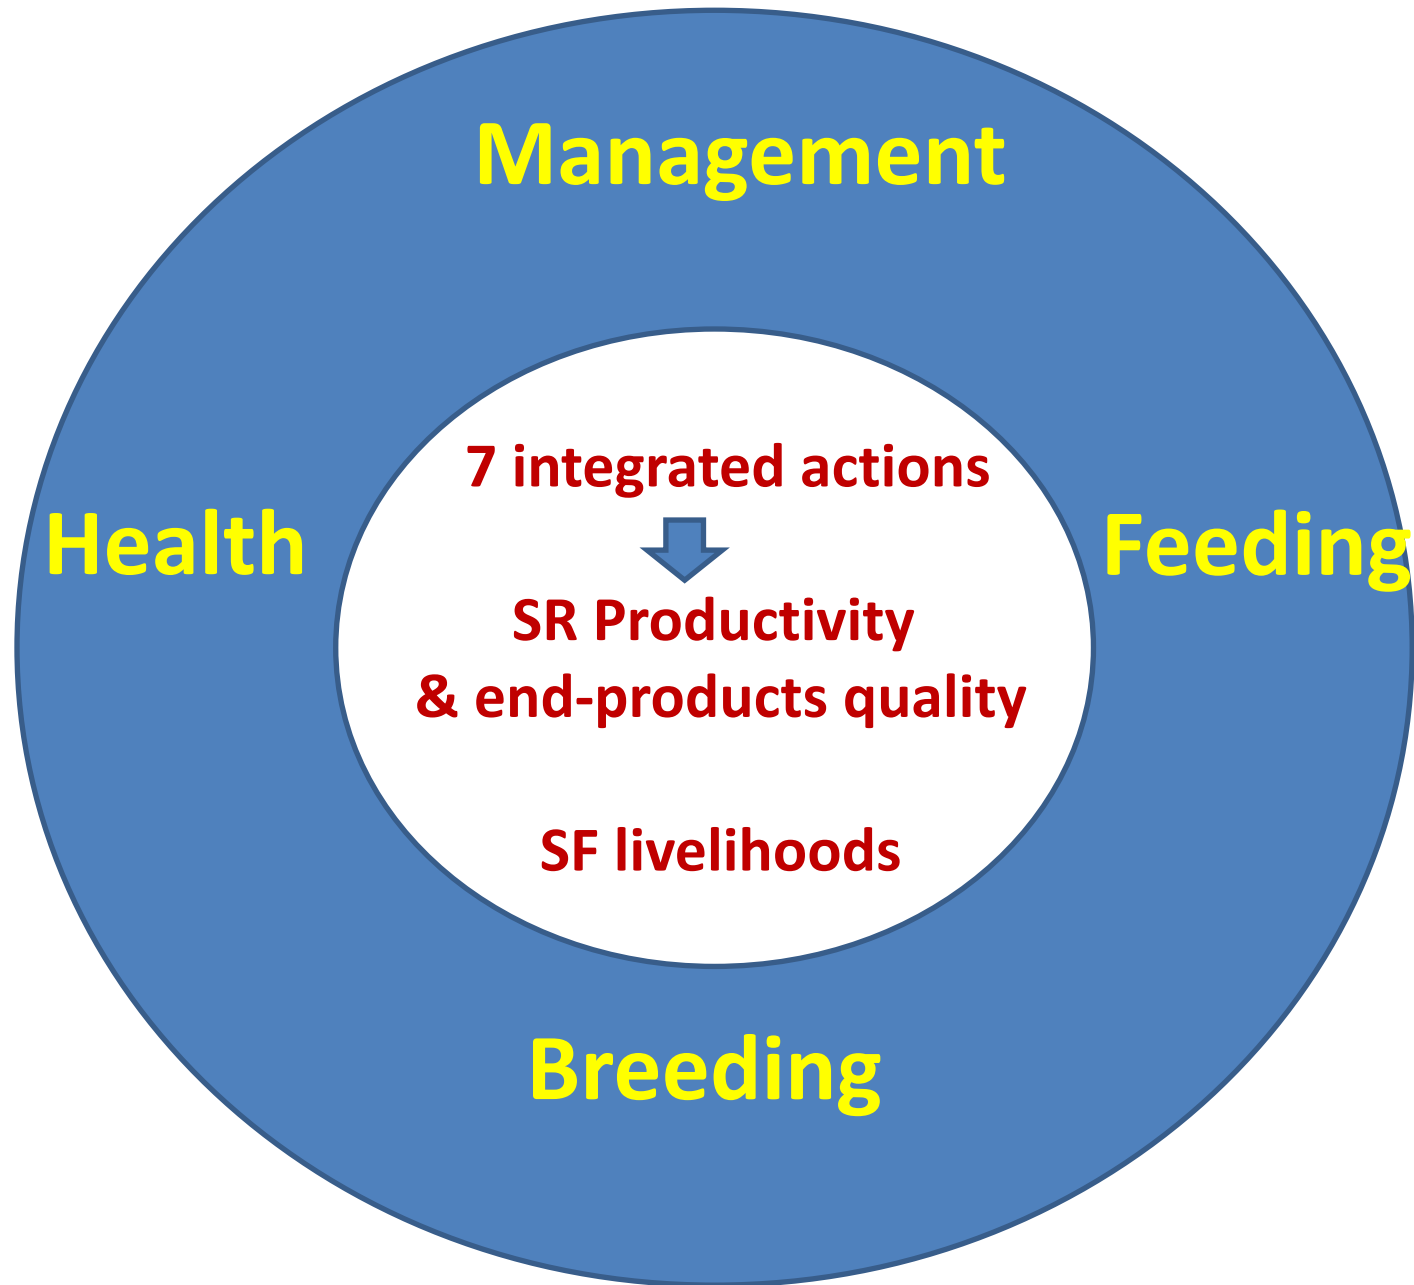 Management
Health
Feeding
7 integrated actions
SR Productivity
& end-products quality
SF livelihoods
Breeding